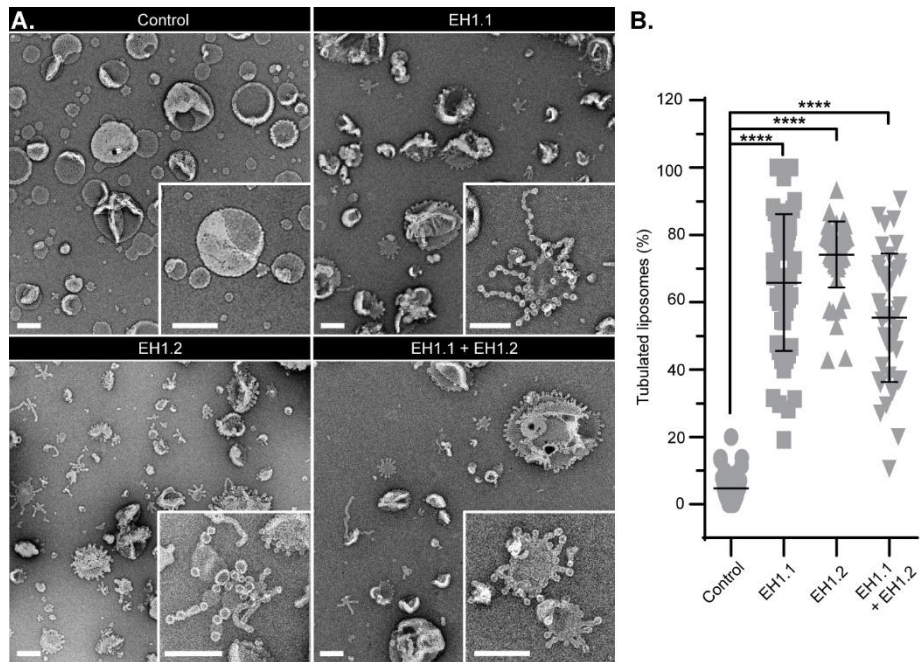 A.
Control
EH1.1
EH1.2
EH1.1 + EH1.2
B.
****
****
****
Tubulated liposomes (%)
120
100
80
60
40
20
0
Control
EH1.1
EH1.2
EH1.1
+ EH1.2